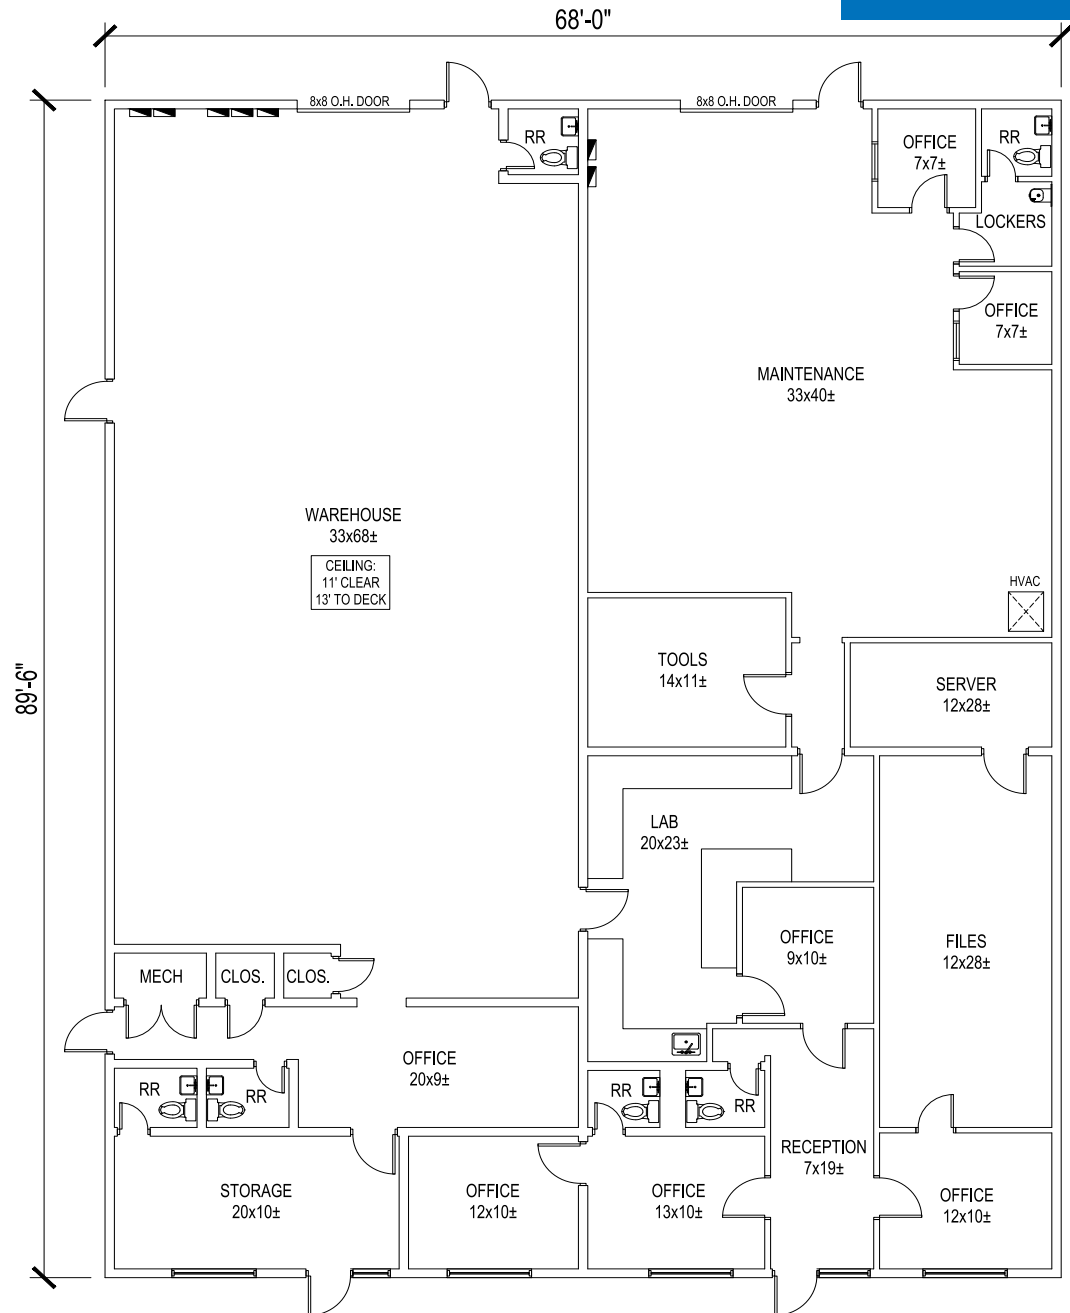 68'-0"
8x8 O.H. DOOR
8x8 O.H. DOOR
RR
OFFICE
7x7±
RR
LOCKERS
OFFICE
7x7±
MAINTENANCE
33x40±
WAREHOUSE
33x68±
CEILING:
11' CLEAR
13' TO DECK
HVAC
89'-6"
TOOLS
14x11±
SERVER
12x28±
LAB
20x23±
OFFICE
9x10±
FILES
12x28±
MECH
CLOS.
CLOS.
OFFICE
20x9±
RR
RR
RR
RR
RECEPTION
7x19±
STORAGE
20x10±
OFFICE
12x10±
OFFICE
13x10±
OFFICE
12x10±